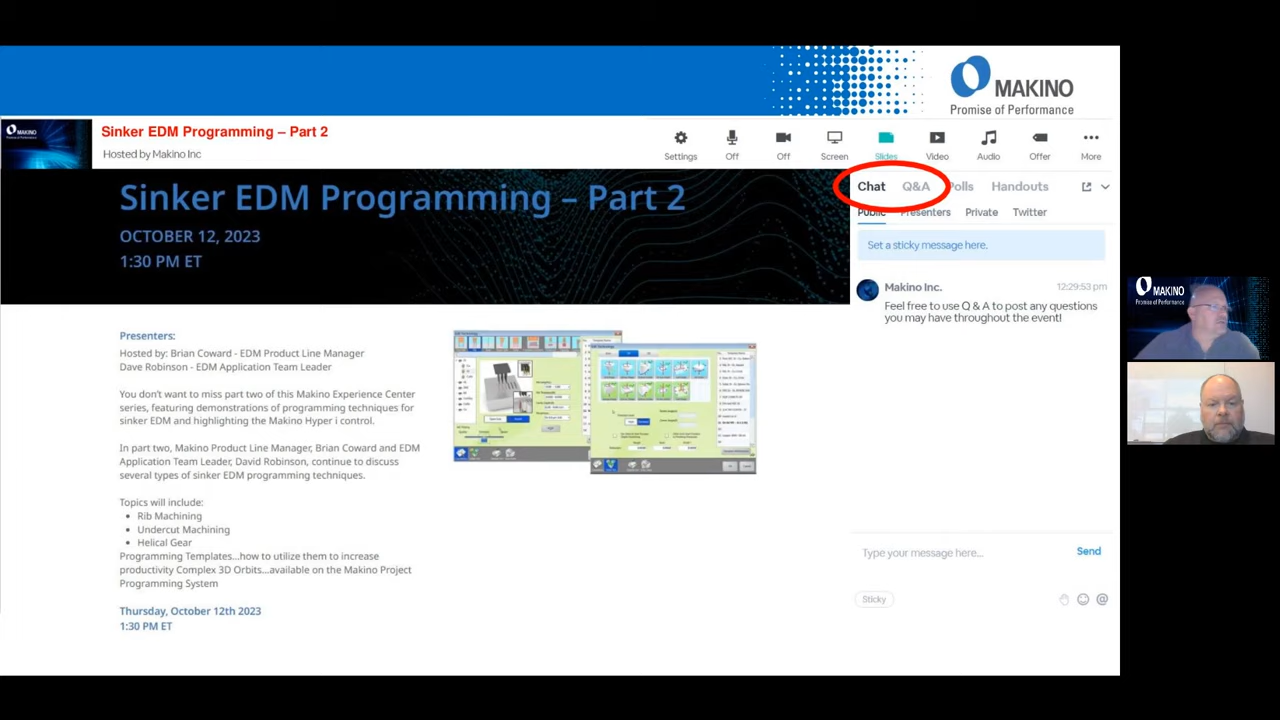 MAKINO
Promise of Performance
MAKINO
Promise of Performance
Sinker EDM Programming – Part 2
Hosted by Makino Inc
Settings
Off
Off
Screen
Slides
Video
Audio
Offer
More
Sinker EDM Programming – Part 2
OCTOBER 12, 2023
1:30 PM ET
Chat Q&A Polls Handouts
Public Presenters Private Twitter
Set a sticky message here.
Makino Inc. 12:29:53 pm
Feel free to use Q & A to post any questions
you may have throughout the event!
Presenters:
Hosted by: Brian Coward - EDM Product Line Manager
Dave Robinson - EDM Application Team Leader
You don't want to miss part two of this Makino Experience Center
series, featuring demonstrations of programming techniques for
sinker EDM and highlighting the Makino Hyper i control.
In part two, Makino Product Line Manager, Brian Coward and EDM
Application Team Leader, David Robinson, continue to discuss
several types of sinker EDM programming techniques.
Topics will include:
• Rib Machining
• Undercut Machining
• Helical Gear
Programming Templates...how to utilize them to increase
productivity Complex 3D Orbits...available on the Makino Project
Programming System
Thursday, October 12th 2023
1:30 PM ET
Type your message here...
Send
Sticky
MAKINO
Promise of Performance